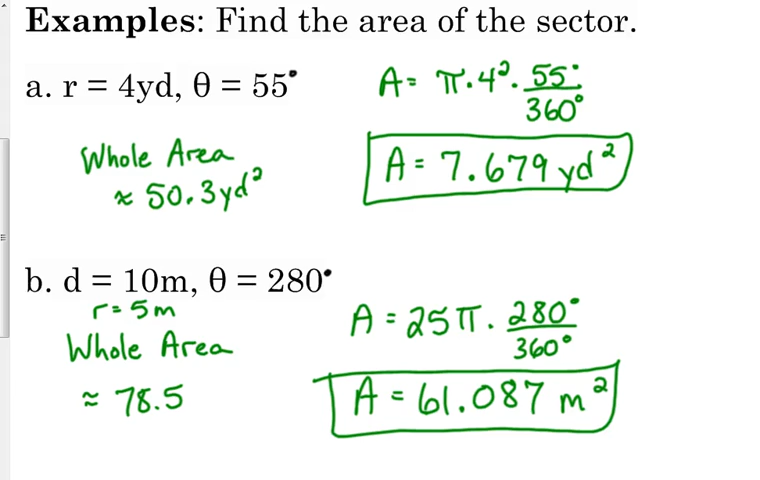 Examples: Find the area of the sector.
a. r = 4yd, θ = 55°
A = π·4²· 55°/360°
Whole Area
≈ 50.3yd²
A = 7.679 yd²
b. d = 10m, θ = 280°
r = 5m
A = 25π · 280°/360°
Whole Area
≈ 78.5
A = 61.087 m²